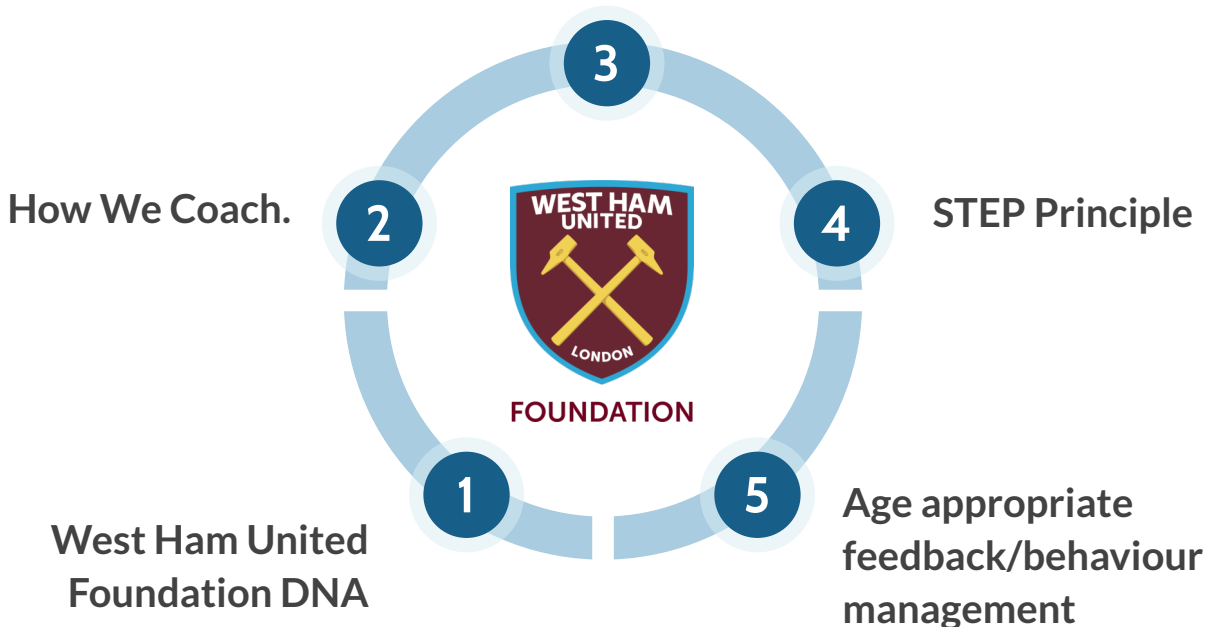 3
How We Coach.
2
WEST HAM
UNITED
LONDON
FOUNDATION
4
STEP Principle
1
West Ham United
Foundation DNA
5
Age appropriate
feedback/behaviour
management